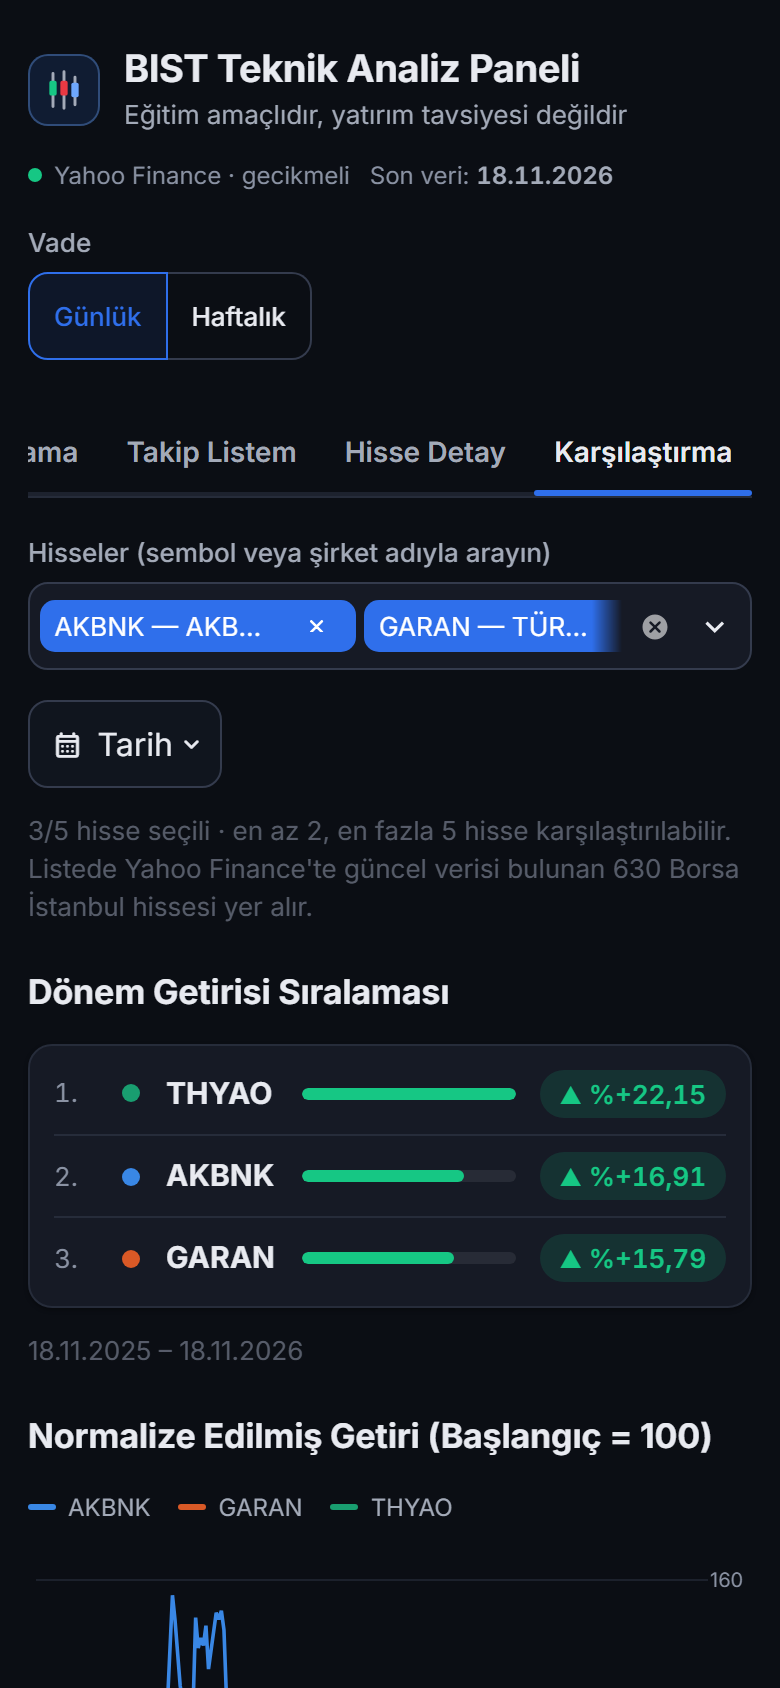 BIST Teknik Analiz Paneli
Eğitim amaçlıdır, yatırım tavsiyesi değildir
Yahoo Finance · gecikmeli Son veri: 18.11.2026
Vade
Günlük Haftalık
ama Takip Listem Hisse Detay Karşılaştırma
Hisseler (sembol veya şirket adıyla arayın)
AKBNK — AKB... GARAN — TÜR...
Tarih
3/5 hisse seçili · en az 2, en fazla 5 hisse karşılaştırılabilir.
Listede Yahoo Finance'te güncel verisi bulunan 630 Borsa
İstanbul hissesi yer alır.
Dönem Getirisi Sıralaması
1. THYAO ▲ %+22,15
2. AKBNK ▲ %+16,91
3. GARAN ▲ %+15,79
18.11.2025 – 18.11.2026
Normalize Edilmiş Getiri (Başlangıç = 100)
AKBNK GARAN THYAO
160